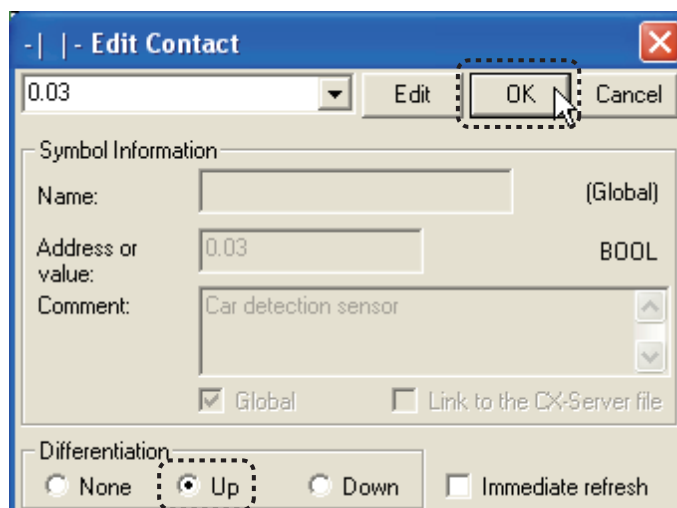 -| |- Edit Contact
0.03 Edit OK Cancel
Symbol Information
Name: (Global)
Address or value: 0.03 BOOL
Comment: Car detection sensor
Global Link to the CX-Server file
Differentiation
None Up Down Immediate refresh